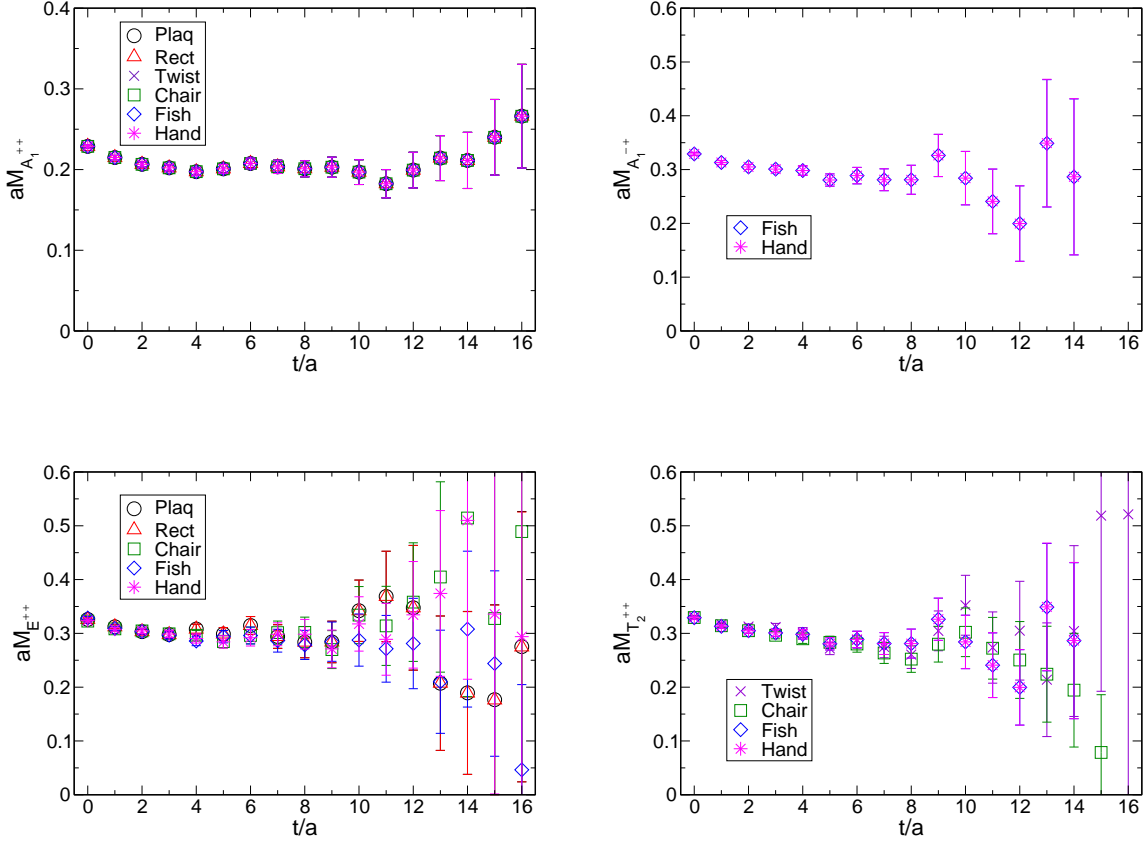 0.4
0.3
0.2
0.1
0
aM_{A_1^{++}}
Plaq
Rect
Twist
Chair
Fish
Hand
0 2 4 6 8 10 12 14 16
t/a
0.6
0.5
0.4
0.3
0.2
0.1
0
aM_{A_1^{-+}}
Fish
Hand
0 2 4 6 8 10 12 14 16
t/a
0.6
0.5
0.4
0.3
0.2
0.1
0
aM_{E^{++}}
Plaq
Rect
Chair
Fish
Hand
0 2 4 6 8 10 12 14 16
t/a
0.6
0.5
0.4
0.3
0.2
0.1
0
aM_{T_2^{++}}
Twist
Chair
Fish
Hand
0 2 4 6 8 10 12 14 16
t/a